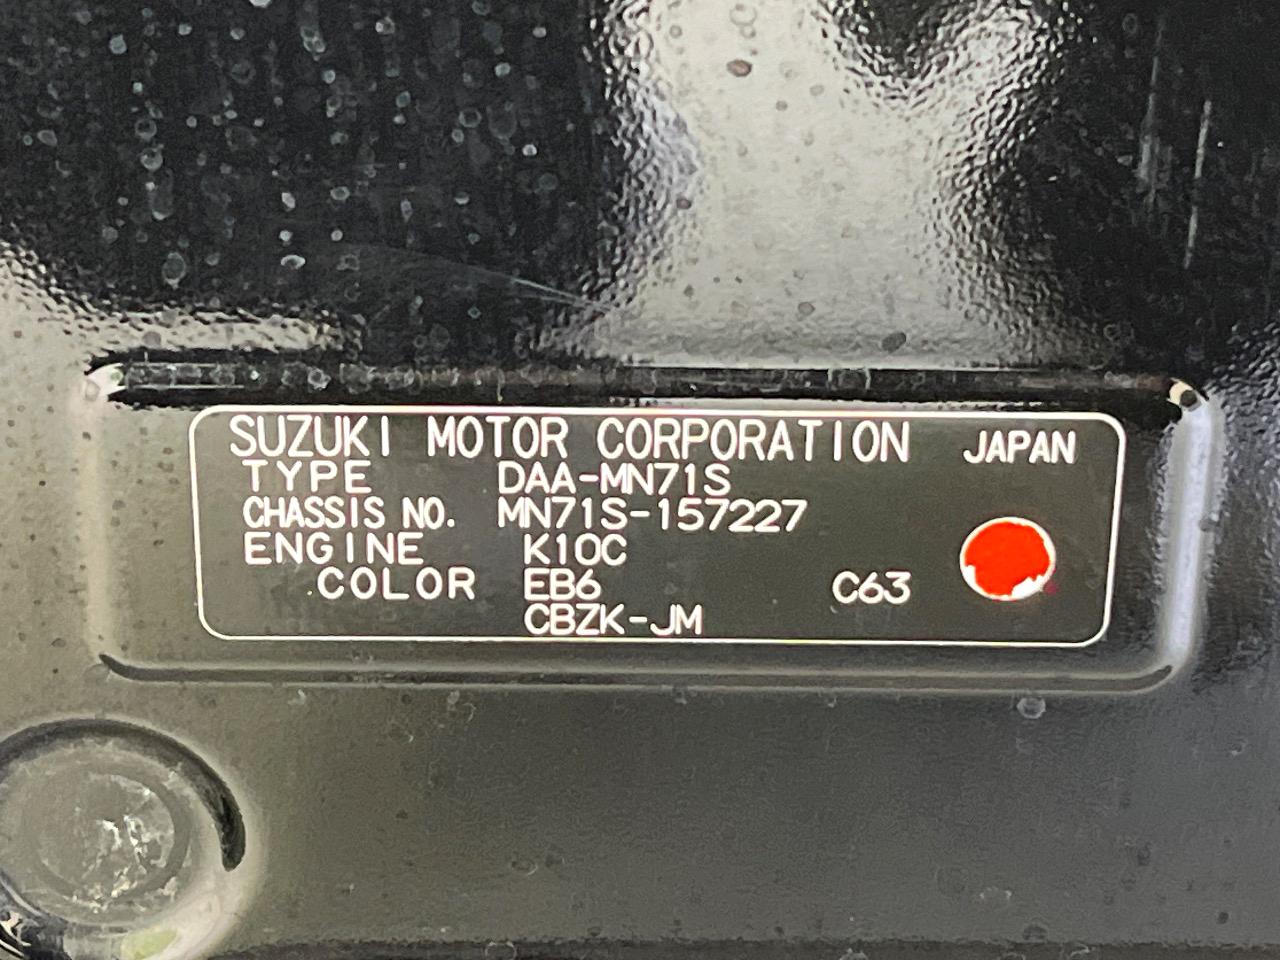 SUZUKI MOTOR CORPORATION JAPAN
TYPE DAA-MN71S
CHASSIS NO. MN71S-157227
ENGINE K10C
COLOR EB6 C63
CBZK-JM